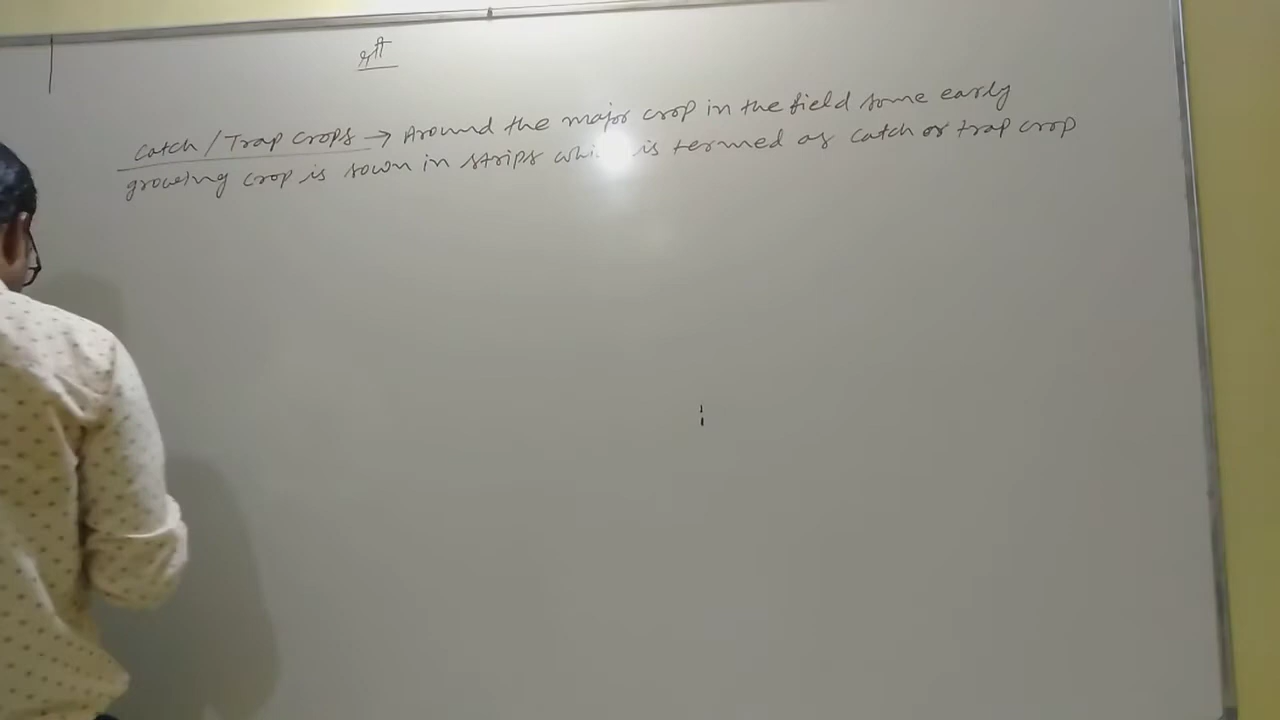 श्री
Catch / Trap Crops → Around the major crop in the field some early
growing crop is sown in strips which is termed as catch or trap crop